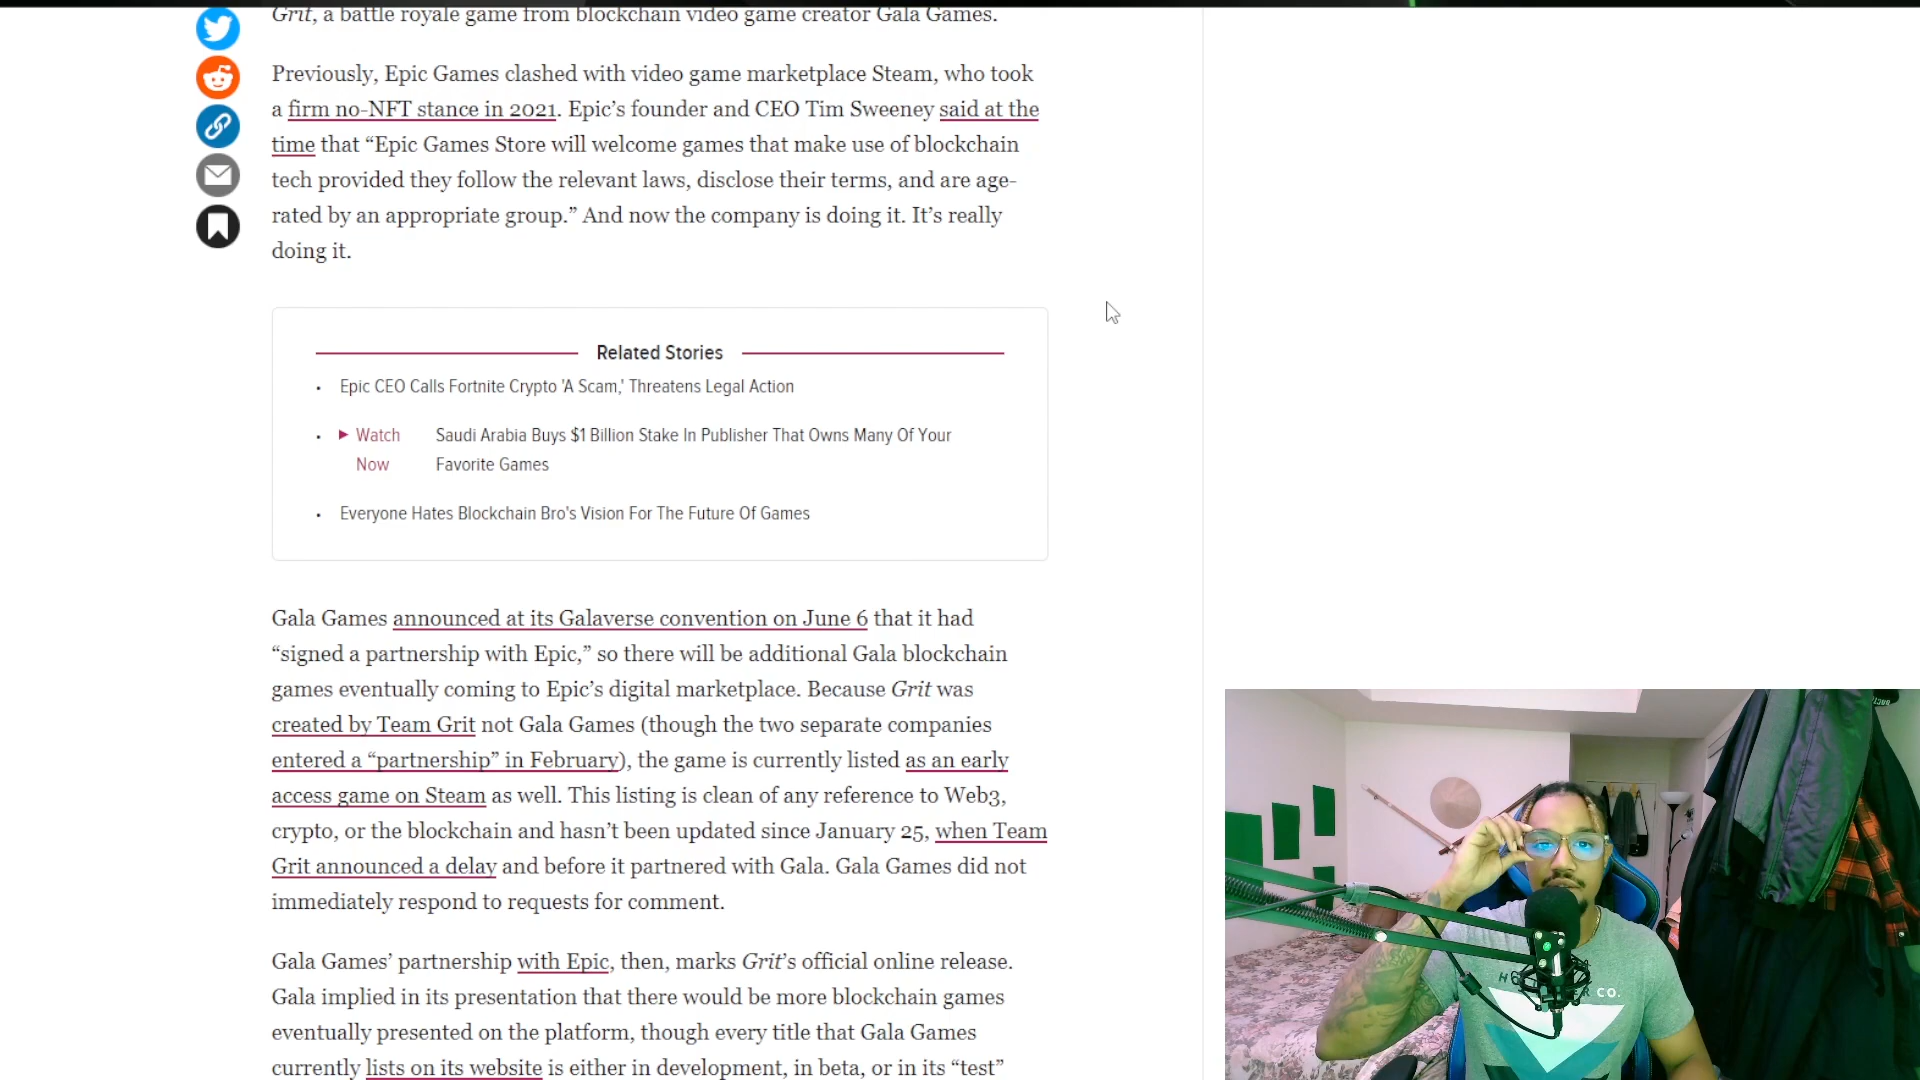 Grit, a battle royale game from blockchain video game creator Gala Games.
Previously, Epic Games clashed with video game marketplace Steam, who took
a firm no-NFT stance in 2021. Epic’s founder and CEO Tim Sweeney said at the
time that “Epic Games Store will welcome games that make use of blockchain
tech provided they follow the relevant laws, disclose their terms, and are age-
rated by an appropriate group.” And now the company is doing it. It’s really
doing it.
Related Stories
• Epic CEO Calls Fortnite Crypto 'A Scam,' Threatens Legal Action
• Watch Saudi Arabia Buys $1 Billion Stake In Publisher That Owns Many Of Your
Now Favorite Games
• Everyone Hates Blockchain Bro's Vision For The Future Of Games
Gala Games announced at its Galaverse convention on June 6 that it had
“signed a partnership with Epic,” so there will be additional Gala blockchain
games eventually coming to Epic’s digital marketplace. Because Grit was
created by Team Grit not Gala Games (though the two separate companies
entered a “partnership” in February), the game is currently listed as an early
access game on Steam as well. This listing is clean of any reference to Web3,
crypto, or the blockchain and hasn’t been updated since January 25, when Team
Grit announced a delay and before it partnered with Gala. Gala Games did not
immediately respond to requests for comment.
Gala Games’ partnership with Epic, then, marks Grit’s official online release.
Gala implied in its presentation that there would be more blockchain games
eventually presented on the platform, though every title that Gala Games
currently lists on its website is either in development, in beta, or in its “test”
CO.